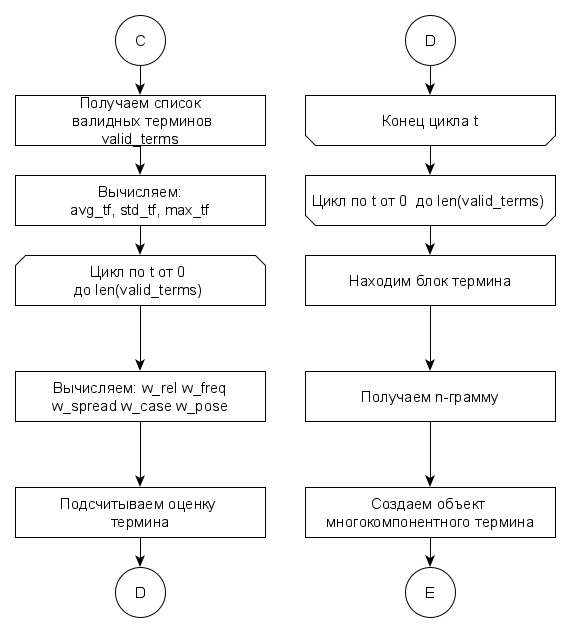 C
Получаем список
валидных терминов
valid_terms
Вычисляем:
avg_tf, std_tf, max_tf
Цикл по t от 0
до len(valid_terms)
Вычисляем: w_rel w_freq
w_spread w_case w_pose
Подсчитываем оценку
термина
D
D
Конец цикла t
Цикл по t от 0 до len(valid_terms)
Находим блок термина
Получаем n-грамму
Создаем объект
многокомпонентного термина
E